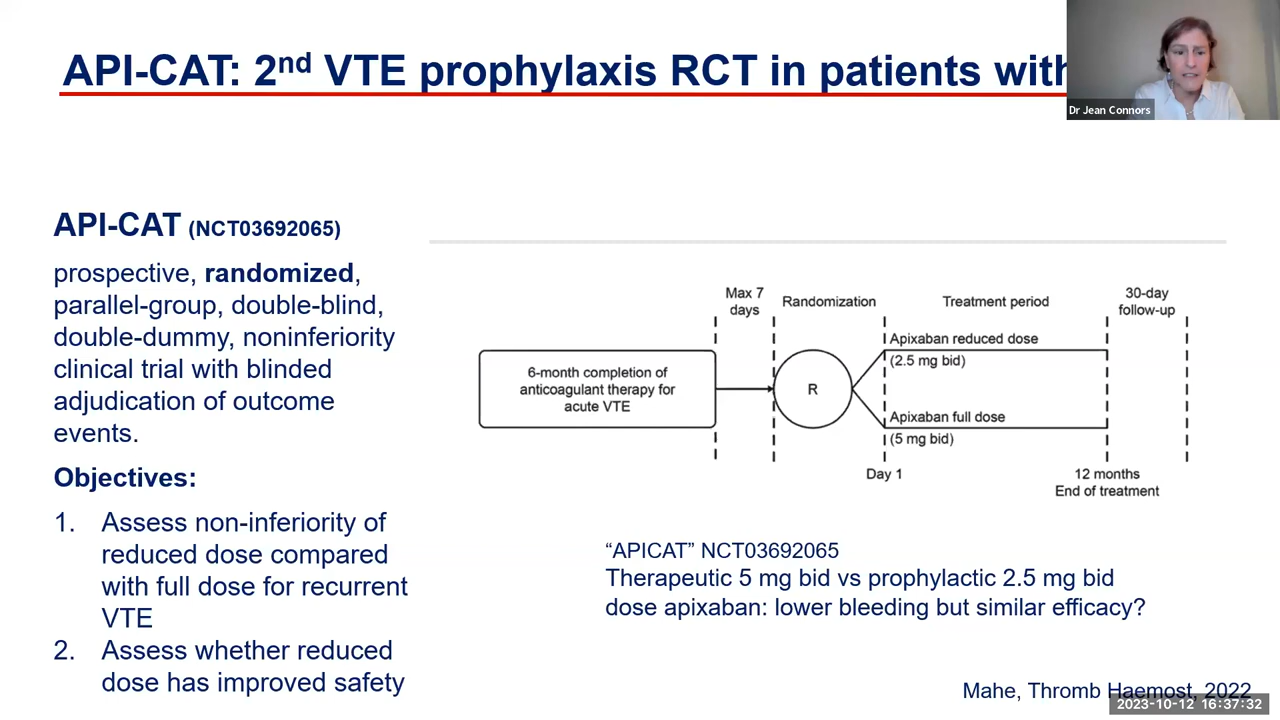 API-CAT: 2nd VTE prophylaxis RCT in patients with
Dr Jean Connors
API-CAT (NCT03692065)
prospective, randomized,
parallel-group, double-blind,
double-dummy, noninferiority
clinical trial with blinded
adjudication of outcome
events.
Objectives:
1. Assess non-inferiority of
reduced dose compared
with full dose for recurrent
VTE
2. Assess whether reduced
dose has improved safety
Max 7
days
Randomization
Treatment period
30-day
follow-up
6-month completion of
anticoagulant therapy for
acute VTE
R
Apixaban reduced dose
(2.5 mg bid)
Apixaban full dose
(5 mg bid)
Day 1
12 months
End of treatment
“APICAT” NCT03692065
Therapeutic 5 mg bid vs prophylactic 2.5 mg bid
dose apixaban: lower bleeding but similar efficacy?
Mahe, Thromb Haemost, 2022
2023-10-12 16:37:32